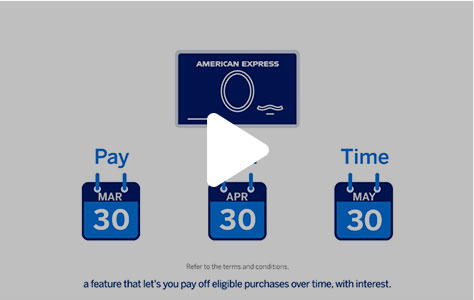 AMERICAN EXPRESS
Pay Time
MAR APR MAY
30 30 30
Refer to the terms and conditions.
a feature that let's you pay off eligible purchases over time, with interest.